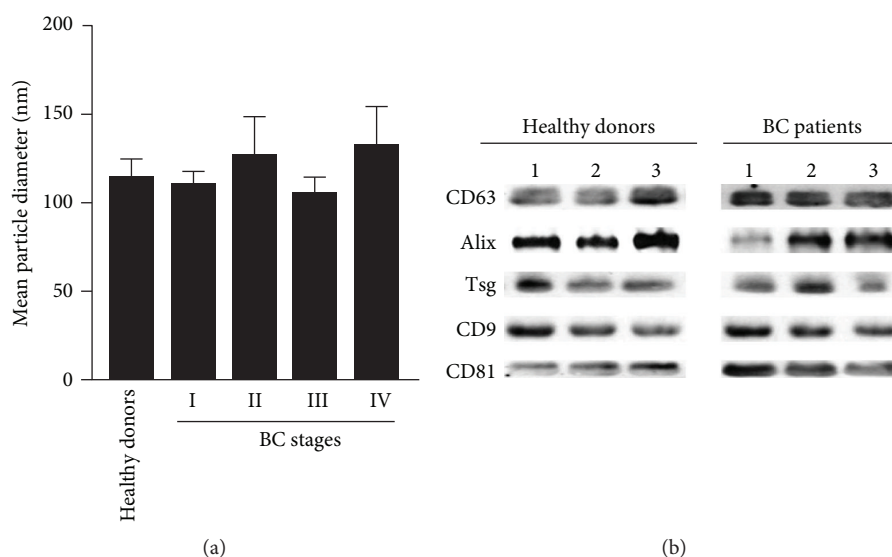 200
150
100
50
0
Mean particle diameter (nm)
Healthy donors
I II III IV
BC stages
(a)
Healthy donors BC patients
1 2 3 1 2 3
CD63
Alix
Tsg
CD9
CD81
(b)